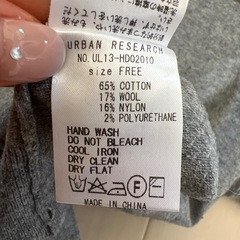 URBAN RESEARCH
NO. UL13-HD02010
size FREE
65% COTTON
17% WOOL
16% NYLON
2% POLYURETHANE
HAND WASH
DO NOT BLEACH
COOL IRON
DRY CLEAN
DRY FLAT
F
MADE IN CHINA